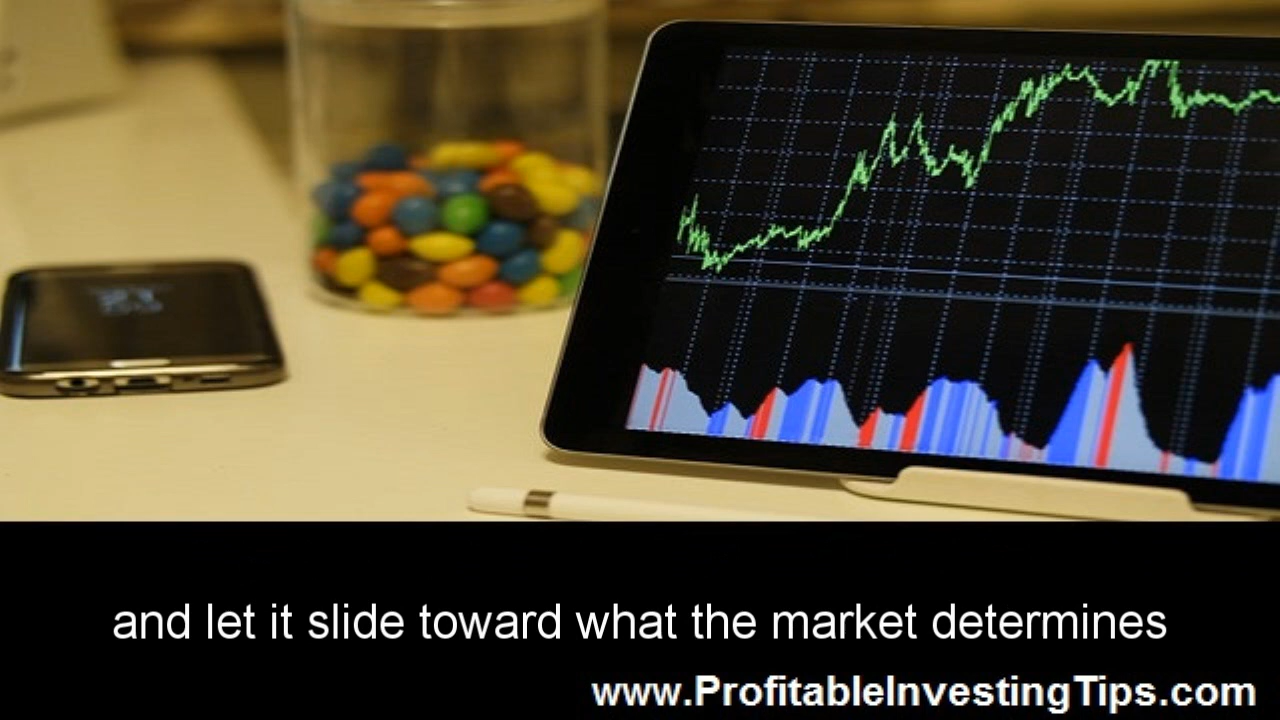 and let it slide toward what the market determines
www.ProfitableInvestingTips.com